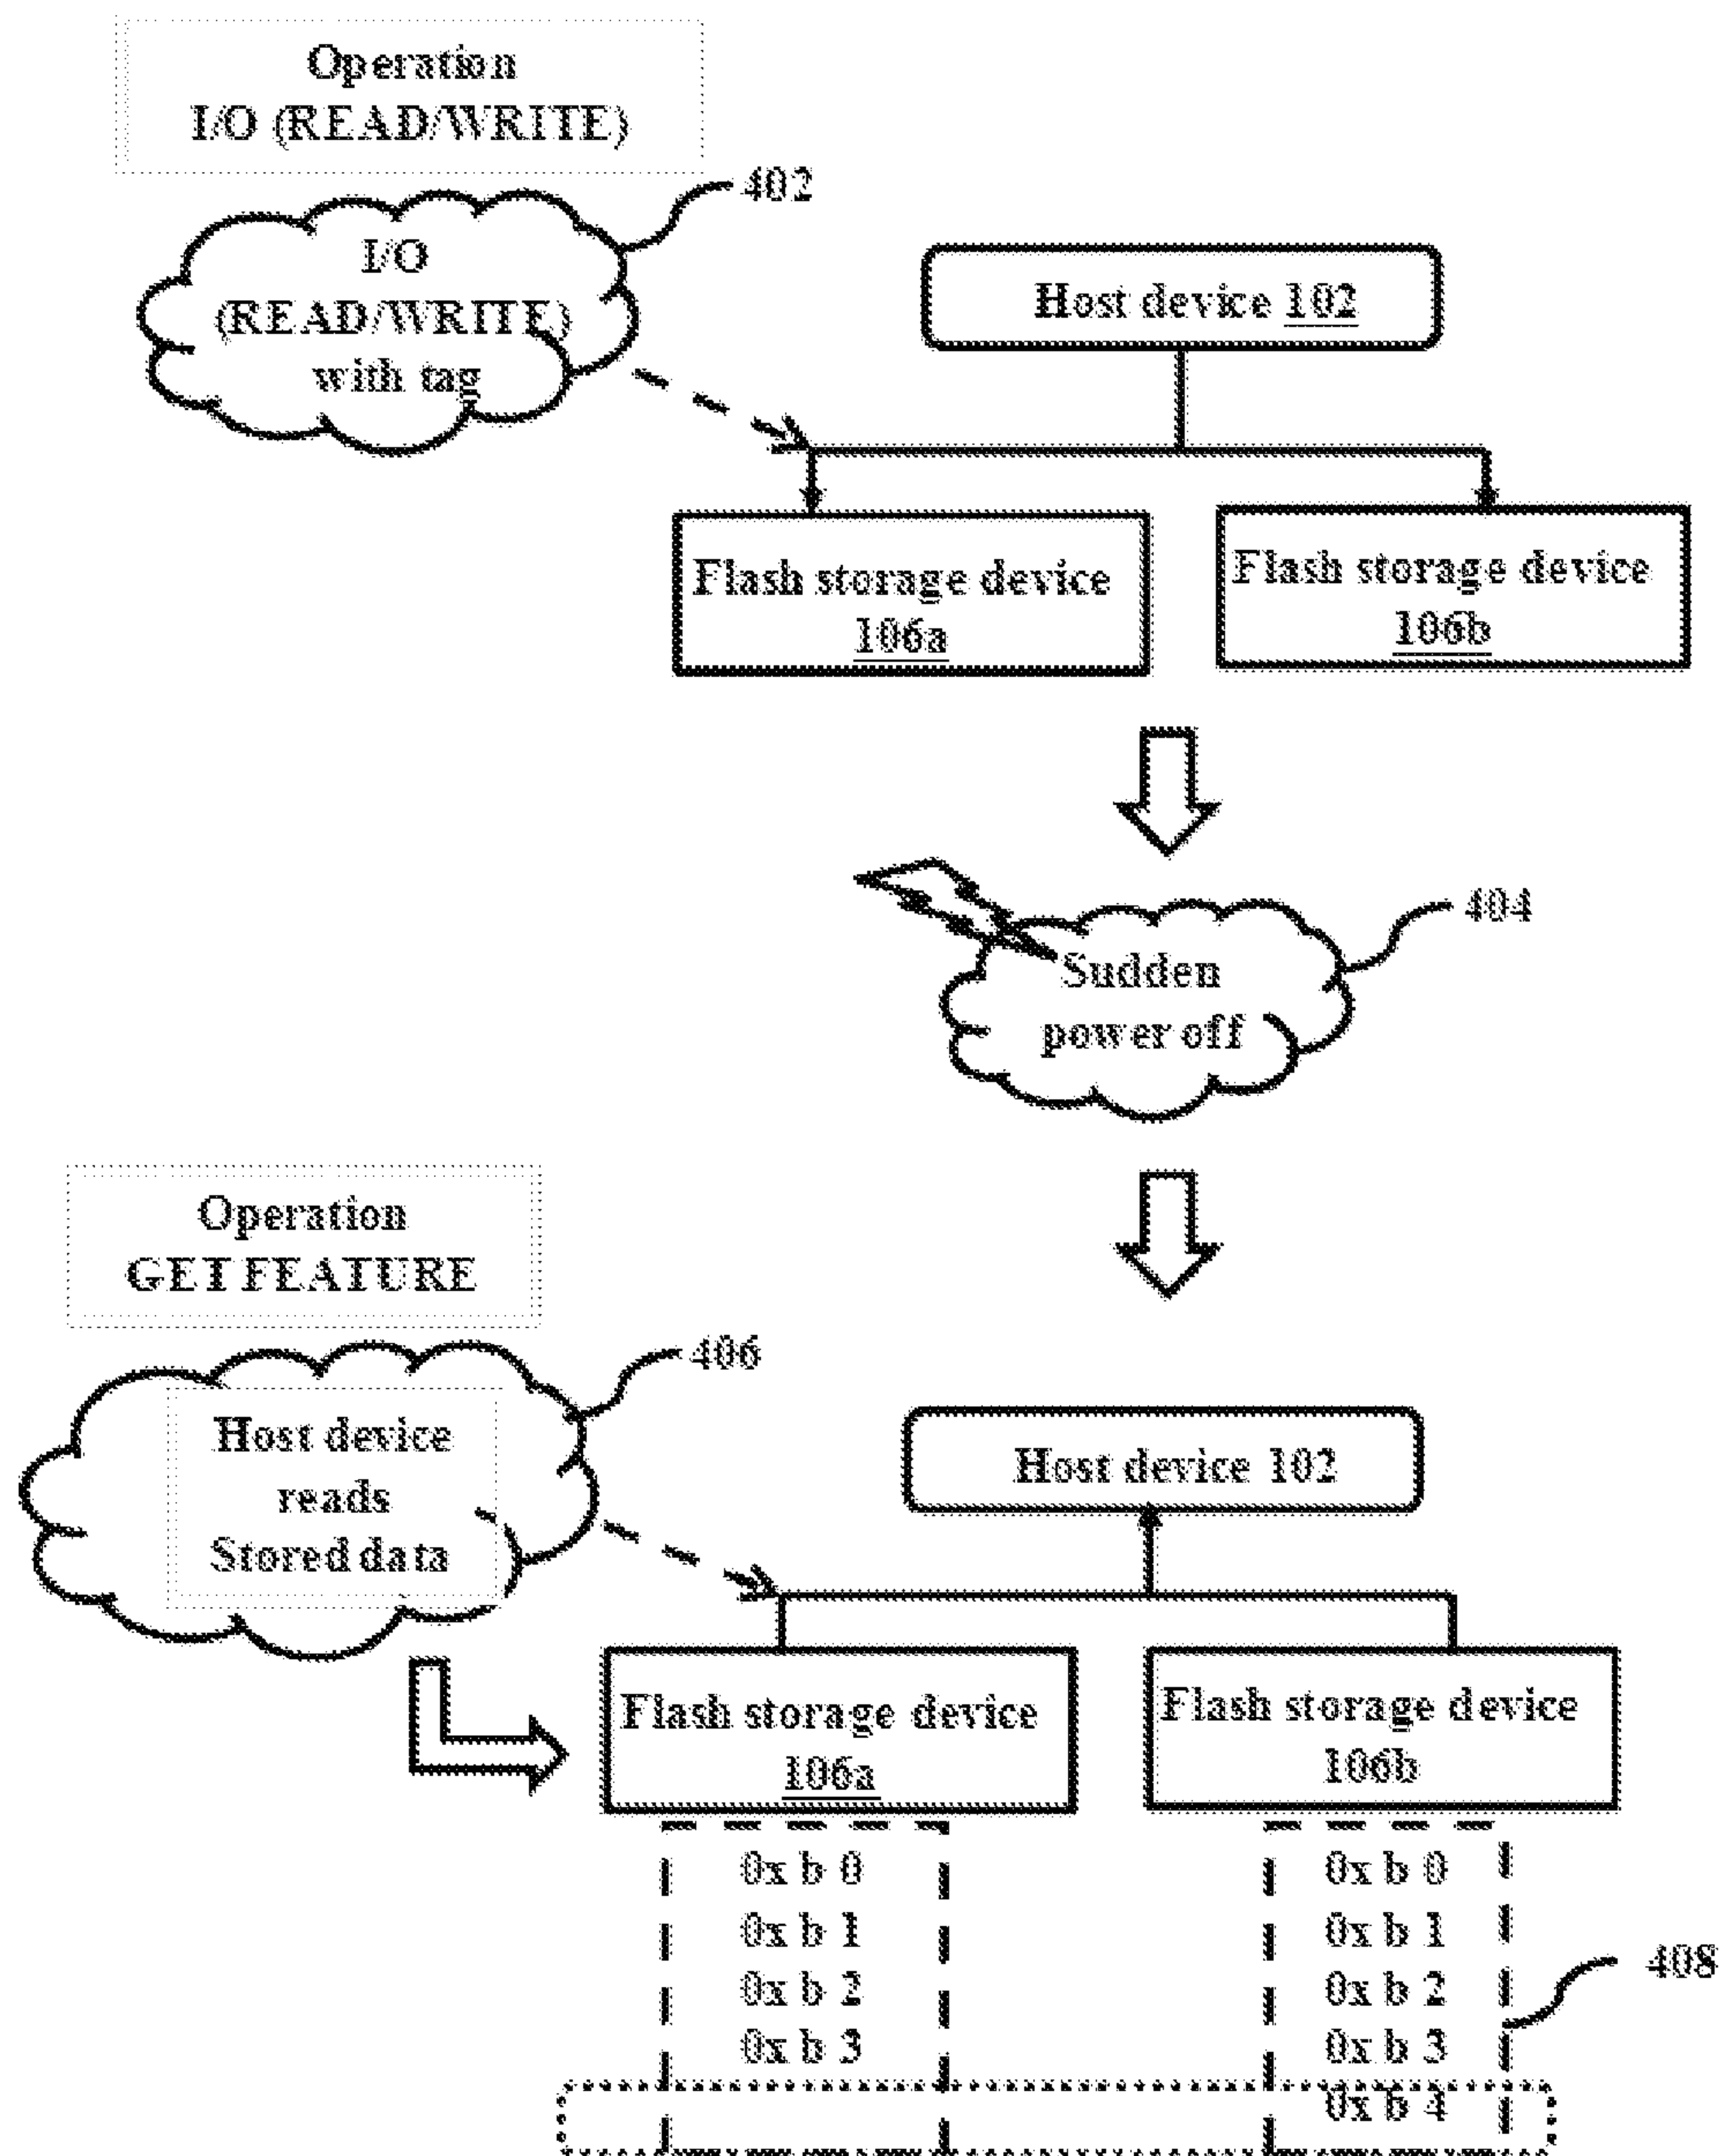 Operation
I/O (READ/WRITE)
402
I/O
(READ/WRITE)
with tag
Host device 102
Flash storage device
106a
Flash storage device
106b
404
Sudden
power off
Operation
GET FEATURE
406
Host device
reads
Stored data
Host device 102
Flash storage device
106a
Flash storage device
106b
0x b 0
0x b 1
0x b 2
0x b 3
0x b 0
0x b 1
0x b 2
0x b 3
0x b 4
408